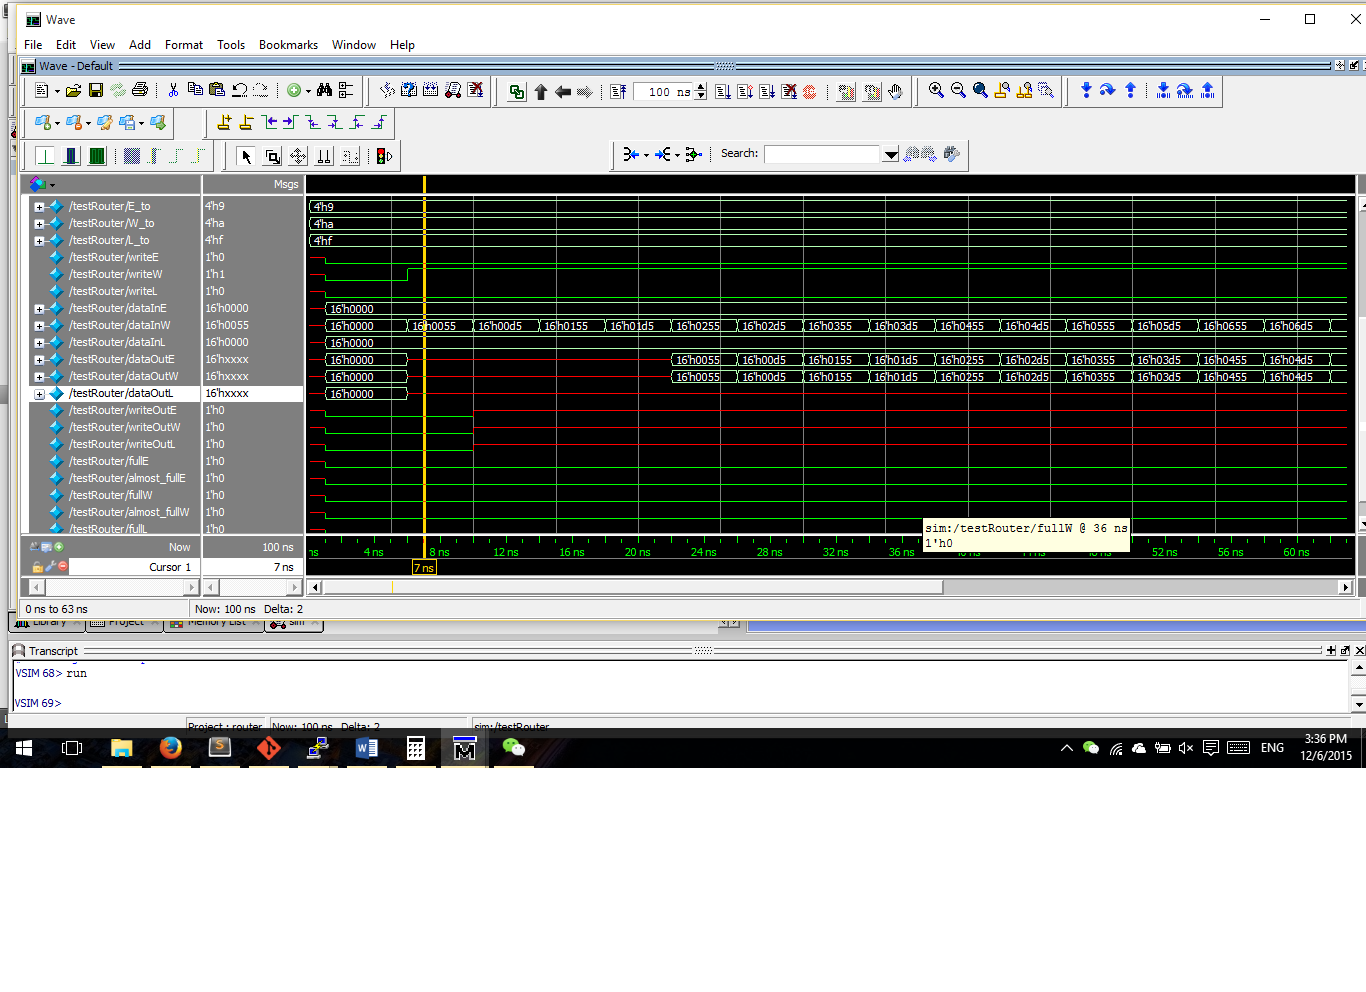 Wave
File Edit View Add Format Tools Bookmarks Window Help
Wave - Default
100 ns
Search:
Msgs
/testRouter/E_to 4'h9 4'h9
/testRouter/W_to 4'ha 4'ha
/testRouter/L_to 4'hf 4'hf
/testRouter/writeE 1'h0
/testRouter/writeW 1'h1
/testRouter/writeL 1'h0
/testRouter/dataInE 16'h0000 16'h0000
/testRouter/dataInW 16'h0055 16'h0000 16'h0055 16'h00d5 16'h0155 16'h01d5 16'h0255 16'h02d5 16'h0355 16'h03d5 16'h0455 16'h04d5 16'h0555 16'h05d5 16'h0655 16'h06d5
/testRouter/dataInL 16'h0000 16'h0000
/testRouter/dataOutE 16'hxxxx 16'h0000 16'h0055 16'h00d5 16'h0155 16'h01d5 16'h0255 16'h02d5 16'h0355 16'h03d5 16'h0455 16'h04d5
/testRouter/dataOutW 16'hxxxx 16'h0000 16'h0055 16'h00d5 16'h0155 16'h01d5 16'h0255 16'h02d5 16'h0355 16'h03d5 16'h0455 16'h04d5
/testRouter/dataOutL 16'hxxxx 16'h0000
/testRouter/writeOutE 1'h0
/testRouter/writeOutW 1'h0
/testRouter/writeOutL 1'h0
/testRouter/fullE 1'h0
/testRouter/almost_fullE 1'h0
/testRouter/fullW 1'h0
/testRouter/almost_fullW 1'h0
/testRouter/fullL 1'h0
sim:/testRouter/fullW @ 36 ns
1'h0
Now 100 ns ns 4 ns 8 ns 12 ns 16 ns 20 ns 24 ns 28 ns 32 ns 36 ns 52 ns 56 ns 60 ns
Cursor 1 7 ns 7 ns
0 ns to 63 ns Now: 100 ns Delta: 2
Library Project Memory List sim
Transcript
VSIM 68> run
VSIM 69>
Project : router Now: 100 ns Delta: 2 sim:/testRouter
ENG 3:36 PM
12/6/2015